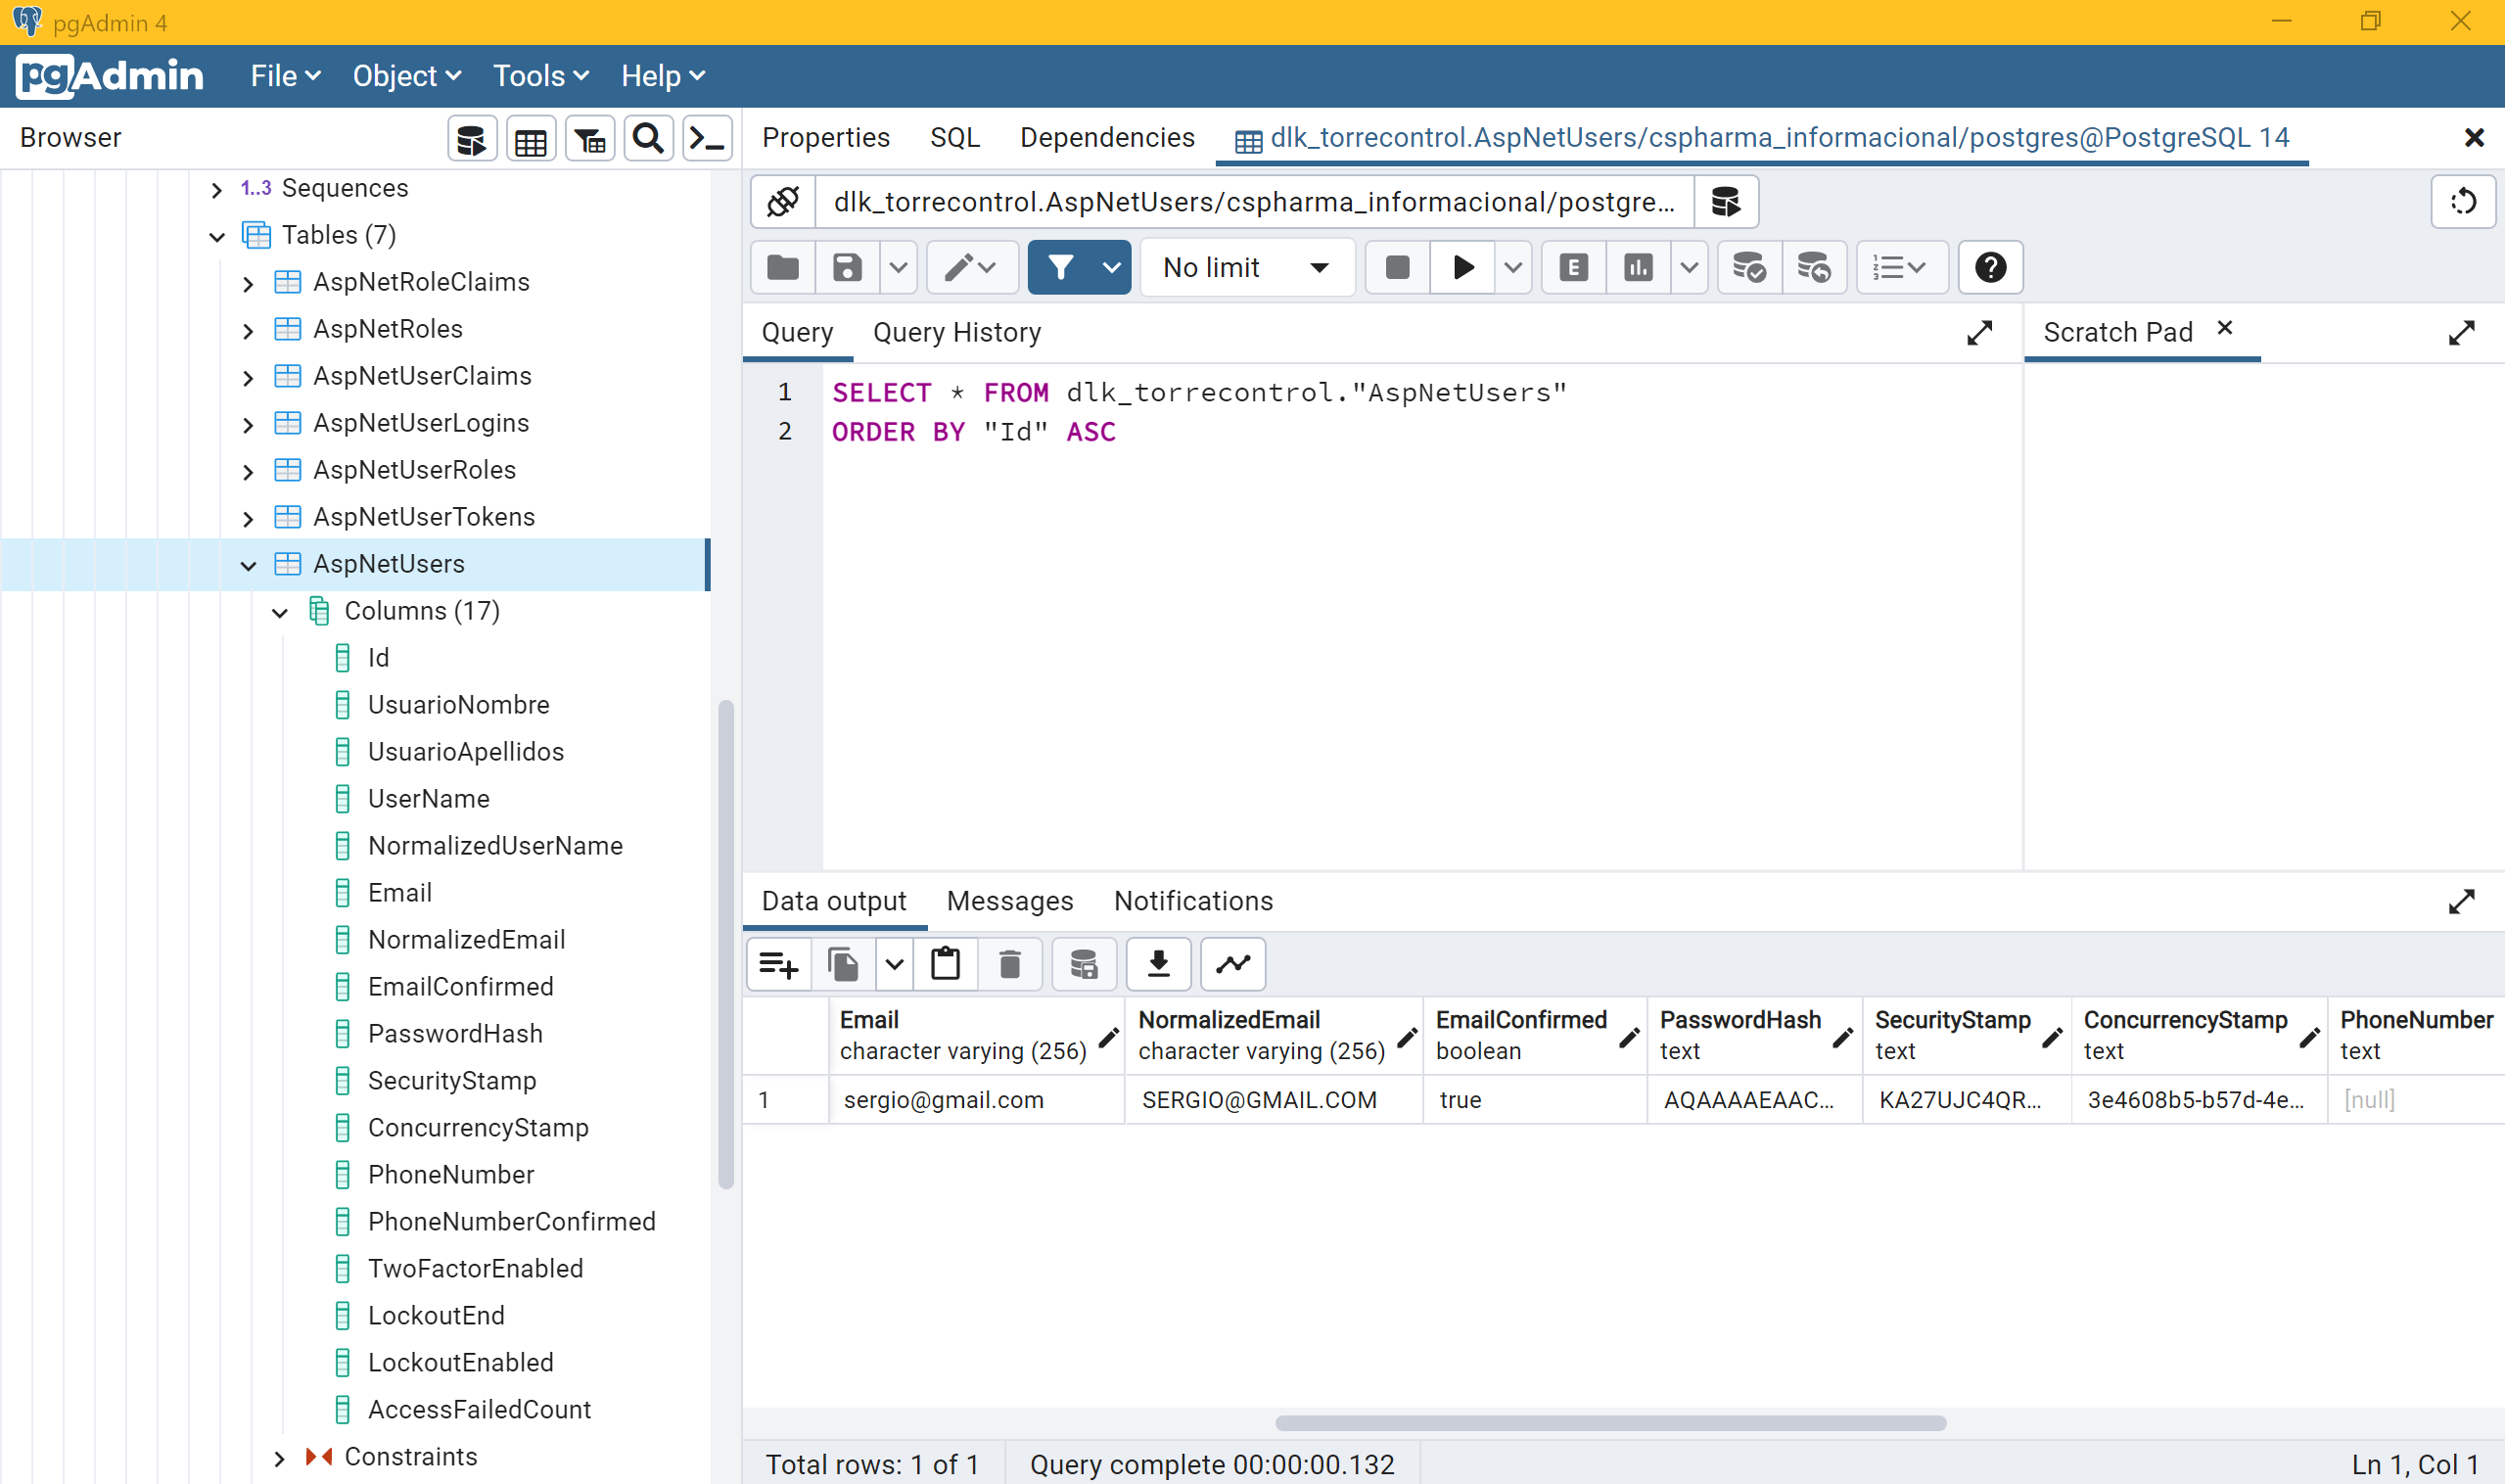 pgAdmin 4
pgAdmin File Object Tools Help
Browser
Properties SQL Dependencies dlk_torrecontrol.AspNetUsers/cspharma_informacional/postgres@PostgreSQL 14
1..3 Sequences
Tables (7)
AspNetRoleClaims
AspNetRoles
AspNetUserClaims
AspNetUserLogins
AspNetUserRoles
AspNetUserTokens
AspNetUsers
Columns (17)
Id
UsuarioNombre
UsuarioApellidos
UserName
NormalizedUserName
Email
NormalizedEmail
EmailConfirmed
PasswordHash
SecurityStamp
ConcurrencyStamp
PhoneNumber
PhoneNumberConfirmed
TwoFactorEnabled
LockoutEnd
LockoutEnabled
AccessFailedCount
Constraints
dlk_torrecontrol.AspNetUsers/cspharma_informacional/postgre...
No limit E
Query Query History
Scratch Pad
1 SELECT * FROM dlk_torrecontrol."AspNetUsers"
2 ORDER BY "Id" ASC
Data output Messages Notifications
Email NormalizedEmail EmailConfirmed PasswordHash SecurityStamp ConcurrencyStamp PhoneNumber
character varying (256) character varying (256) boolean text text text text
1 sergio@gmail.com SERGIO@GMAIL.COM true AQAAAAEAAC... KA27UJC4QR... 3e4608b5-b57d-4e... [null]
Total rows: 1 of 1 Query complete 00:00:00.132 Ln 1, Col 1